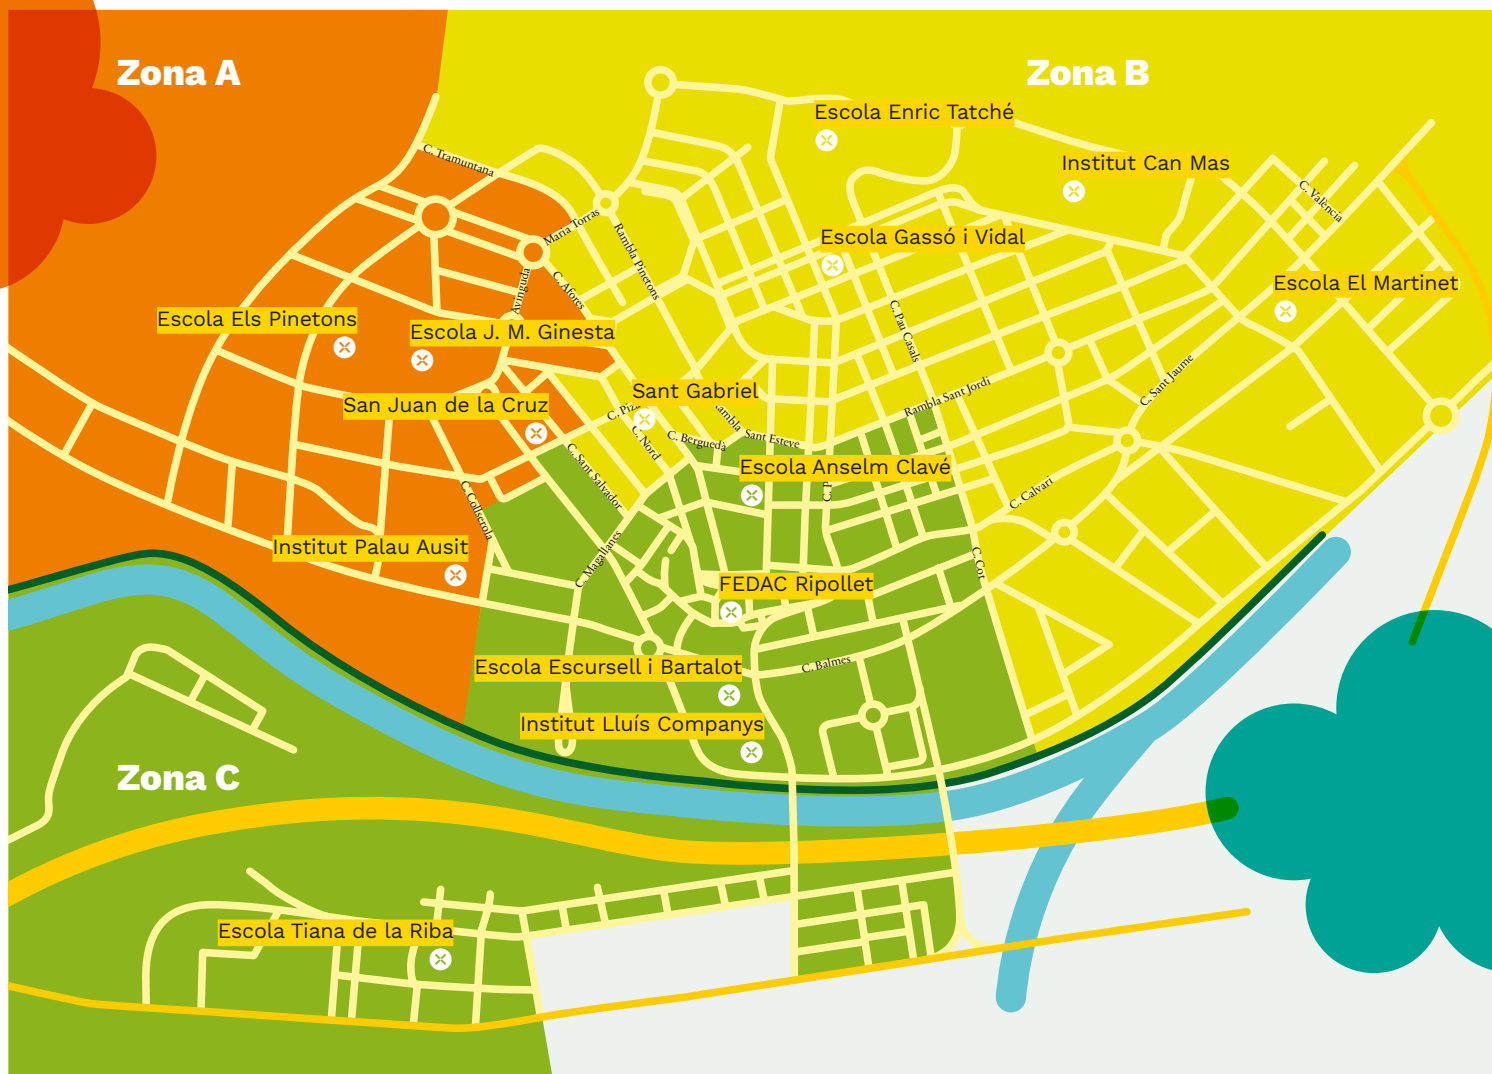 Zona A
Zona B
Escola Enric Tatché
C. Tramuntana
Institut Can Mas
C. València
Maria Torras
Rambla Pinetons
Escola Gassó i Vidal
Avinguda
C. Afores
Escola El Martinet
Escola Els Pinetons
Escola J. M. Ginesta
C. Pau Casals
C. Sant Jaume
Sant Gabriel
Rambla Sant Jordi
San Juan de la Cruz
C. Nord
C. Berguedà
Sant Esteve
C. Sant Salvador
Escola Anselm Clavé
C. Collserola
C. Calvari
Institut Palau Ausit
C. Magallanes
C. Cot
FEDAC Ripollet
Escola Escursell i Bartalot
C. Balmes
Institut Lluís Companys
Zona C
Escola Tiana de la Riba